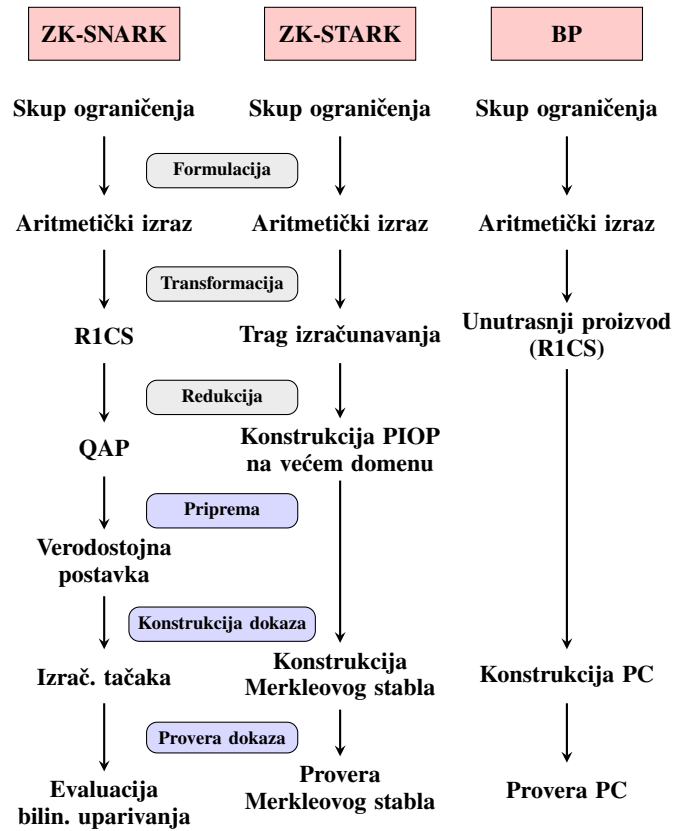 ZK-SNARK
ZK-STARK
BP
Skup ograničenja
Skup ograničenja
Skup ograničenja
Formulacija
Aritmetički izraz
Aritmetički izraz
Aritmetički izraz
Transformacija
R1CS
Trag izračunavanja
Unutrasnji proizvod
(R1CS)
Redukcija
QAP
Konstrukcija PIOP
na većem domenu
Priprema
Verodostojna
postavka
Konstrukcija dokaza
Izrač. tačaka
Konstrukcija
Merkleovog stabla
Konstrukcija PC
Provera dokaza
Evaluacija
bilin. uparivanja
Provera
Merkleovog stabla
Provera PC